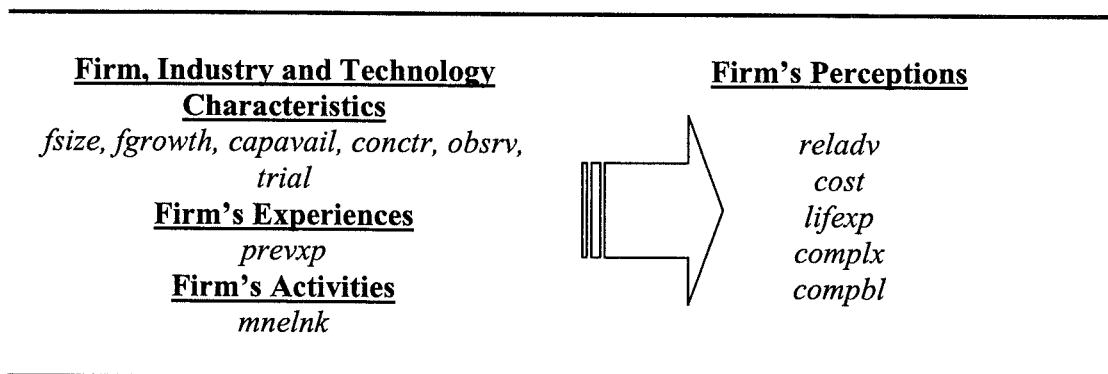 Firm, Industry and Technology
Characteristics
fsize, fgrowth, capavail, conctr, obsrv,
trial
Firm's Experiences
prevxp
Firm's Activities
mnelnk
Firm's Perceptions
reladv
cost
lifexp
complx
compbl